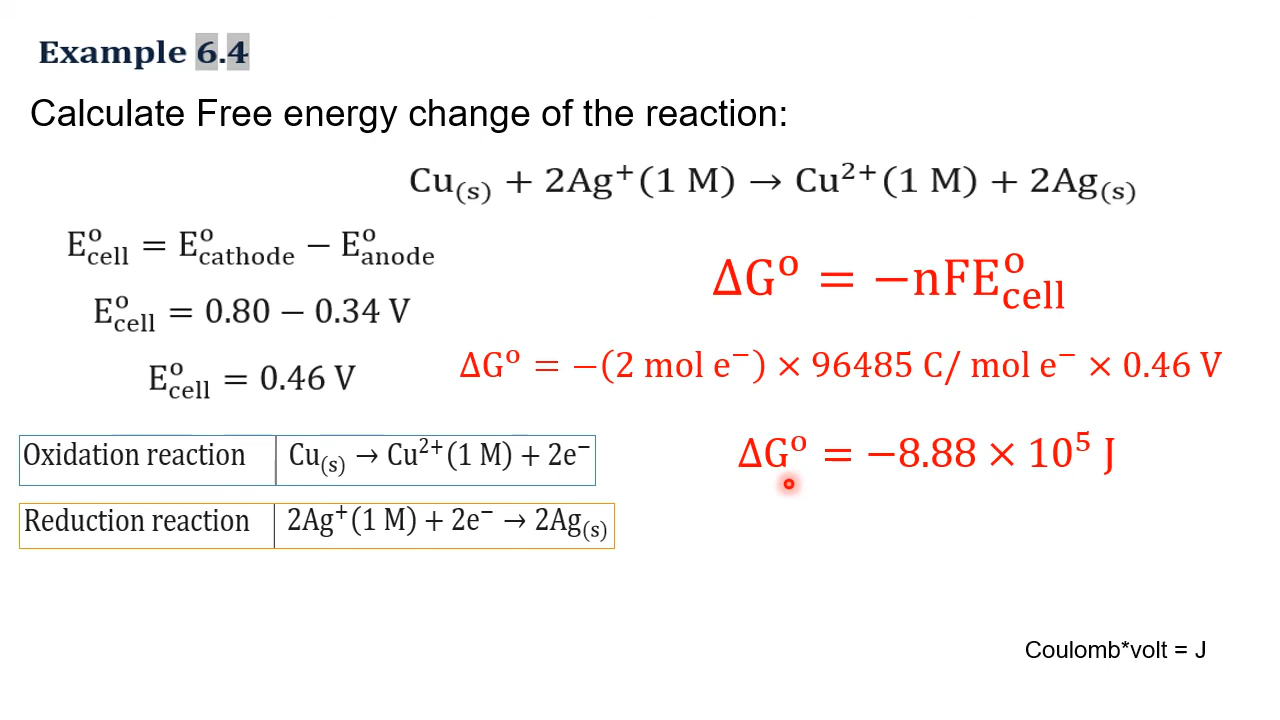 Example 6.4
Calculate Free energy change of the reaction:
Cu(s) + 2Ag⁺(1 M) → Cu²⁺(1 M) + 2Ag(s)
E°cell = E°cathode − E°anode
E°cell = 0.80 − 0.34 V
E°cell = 0.46 V
ΔG° = −nFE°cell
ΔG° = −(2 mol e⁻) × 96485 C/ mol e⁻ × 0.46 V
ΔG° = −8.88 × 10⁵ J
Oxidation reaction | Cu(s) → Cu²⁺(1 M) + 2e⁻
Reduction reaction | 2Ag⁺(1 M) + 2e⁻ → 2Ag(s)
Coulomb*volt = J